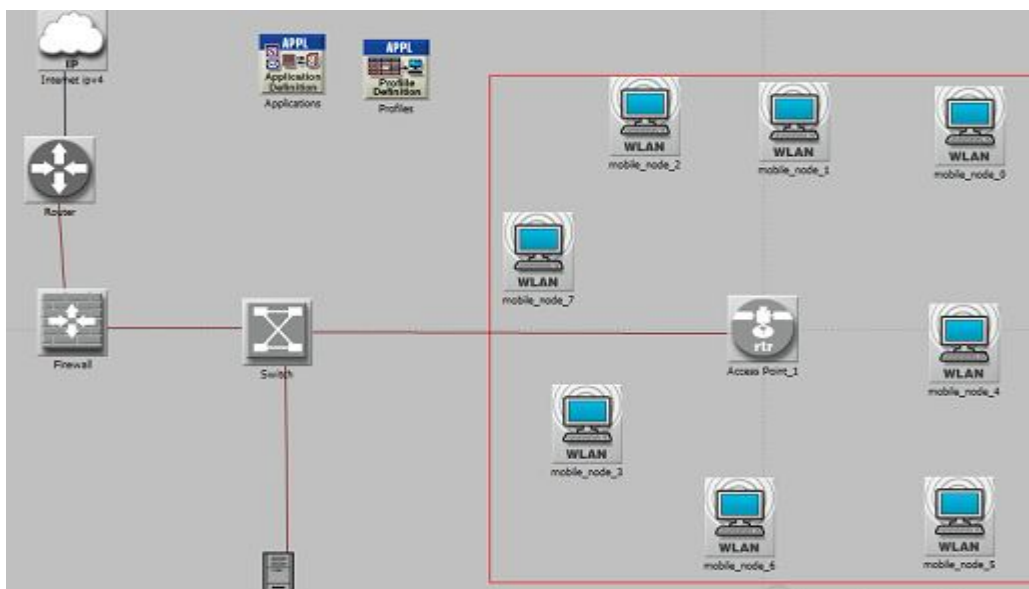 IP
Internet ipv4
APPL
Application
Definition
Applications
APPL
Profile
Definition
Profiles
WLAN
mobile_node_2
WLAN
mobile_node_1
WLAN
mobile_node_0
Router
WLAN
mobile_node_7
Firewall
Switch
rtr
Access Point_1
WLAN
mobile_node_4
WLAN
mobile_node_3
WLAN
mobile_node_6
WLAN
mobile_node_5